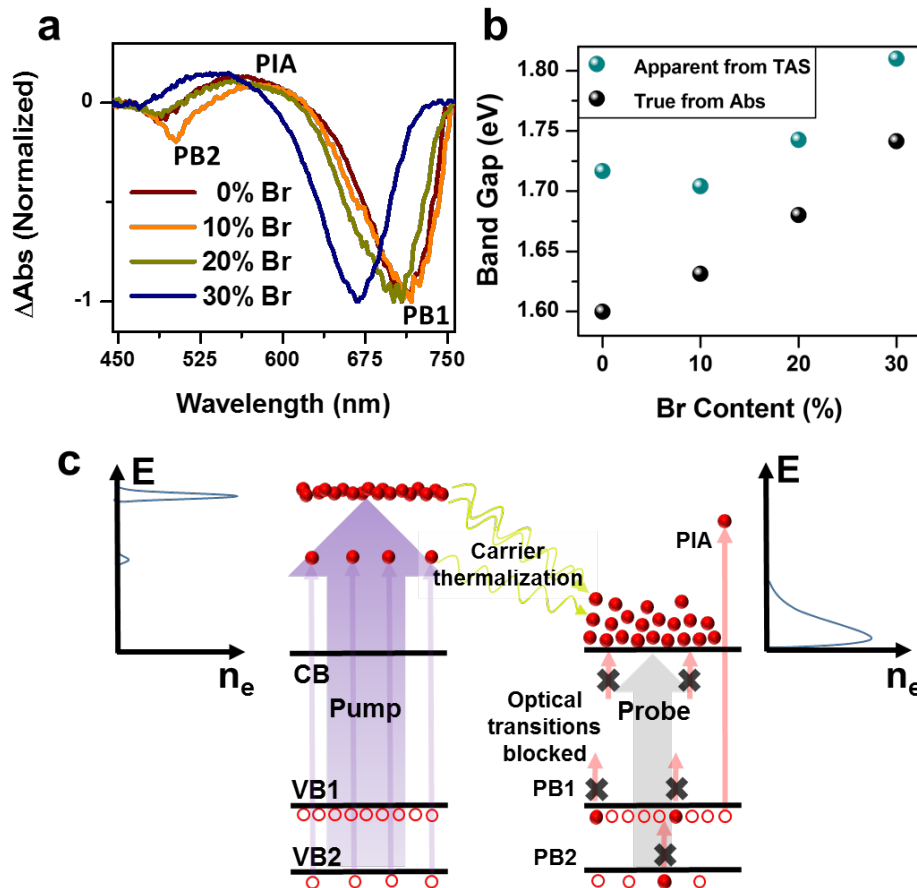 a
PIA
0
PB2
0% Br
10% Br
20% Br
30% Br
-1
PB1
ΔAbs (Normalized)
450 525 600 675 750
Wavelength (nm)
b
Apparent from TAS
True from Abs
1.80
1.75
1.70
1.65
1.60
Band Gap (eV)
0 10 20 30
Br Content (%)
c
E
n_e
Carrier
thermalization
PIA
E
n_e
CB
Pump
Probe
Optical
transitions
blocked
VB1
PB1
VB2
PB2